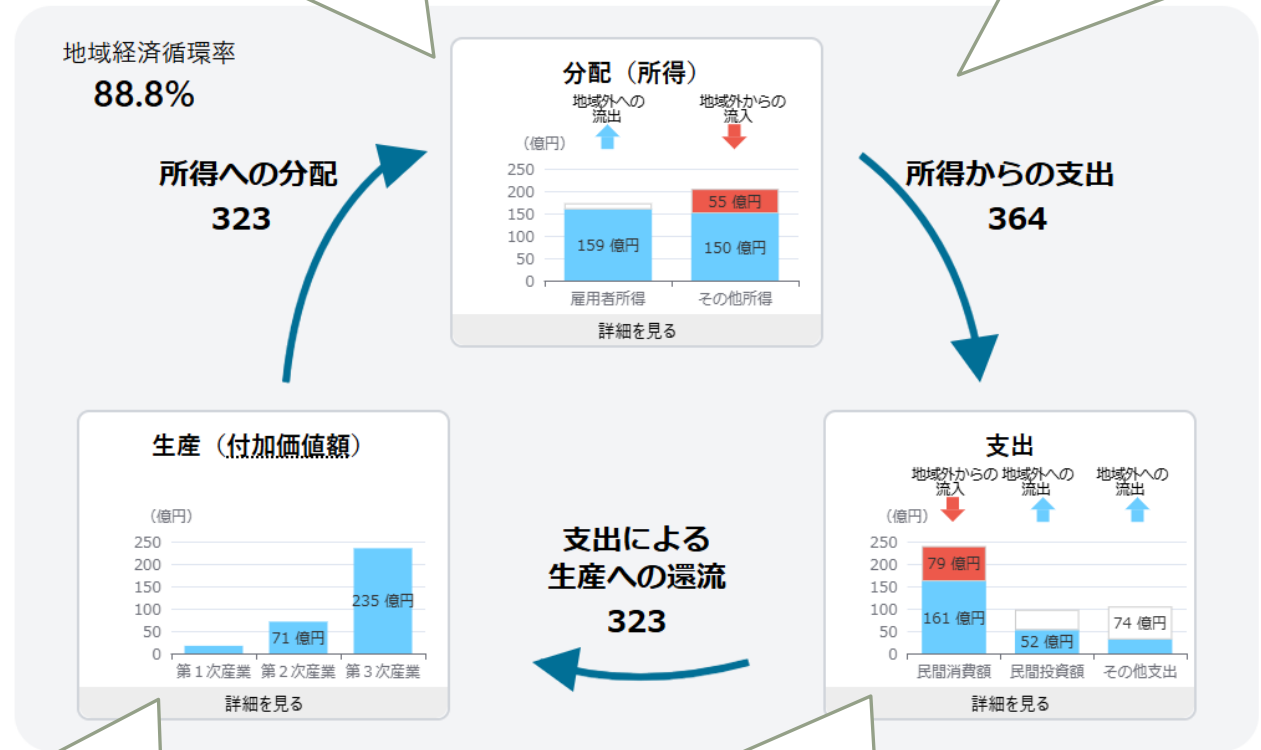 地域経済循環率
88.8%
分配（所得）
地域外への
流出
地域外からの
流入
（億円）
250
200
150
100
50
0
55 億円
159 億円
150 億円
雇用者所得
その他所得
詳細を見る
所得への分配
323
所得からの支出
364
生産（付加価値額）
（億円）
250
200
150
100
50
0
71 億円
235 億円
第１次産業
第２次産業
第３次産業
詳細を見る
支出による
生産への還流
323
支出
地域外からの
流入
地域外への
流出
地域外への
流出
（億円）
250
200
150
100
50
0
79 億円
161 億円
52 億円
74 億円
民間消費額
民間投資額
その他支出
詳細を見る